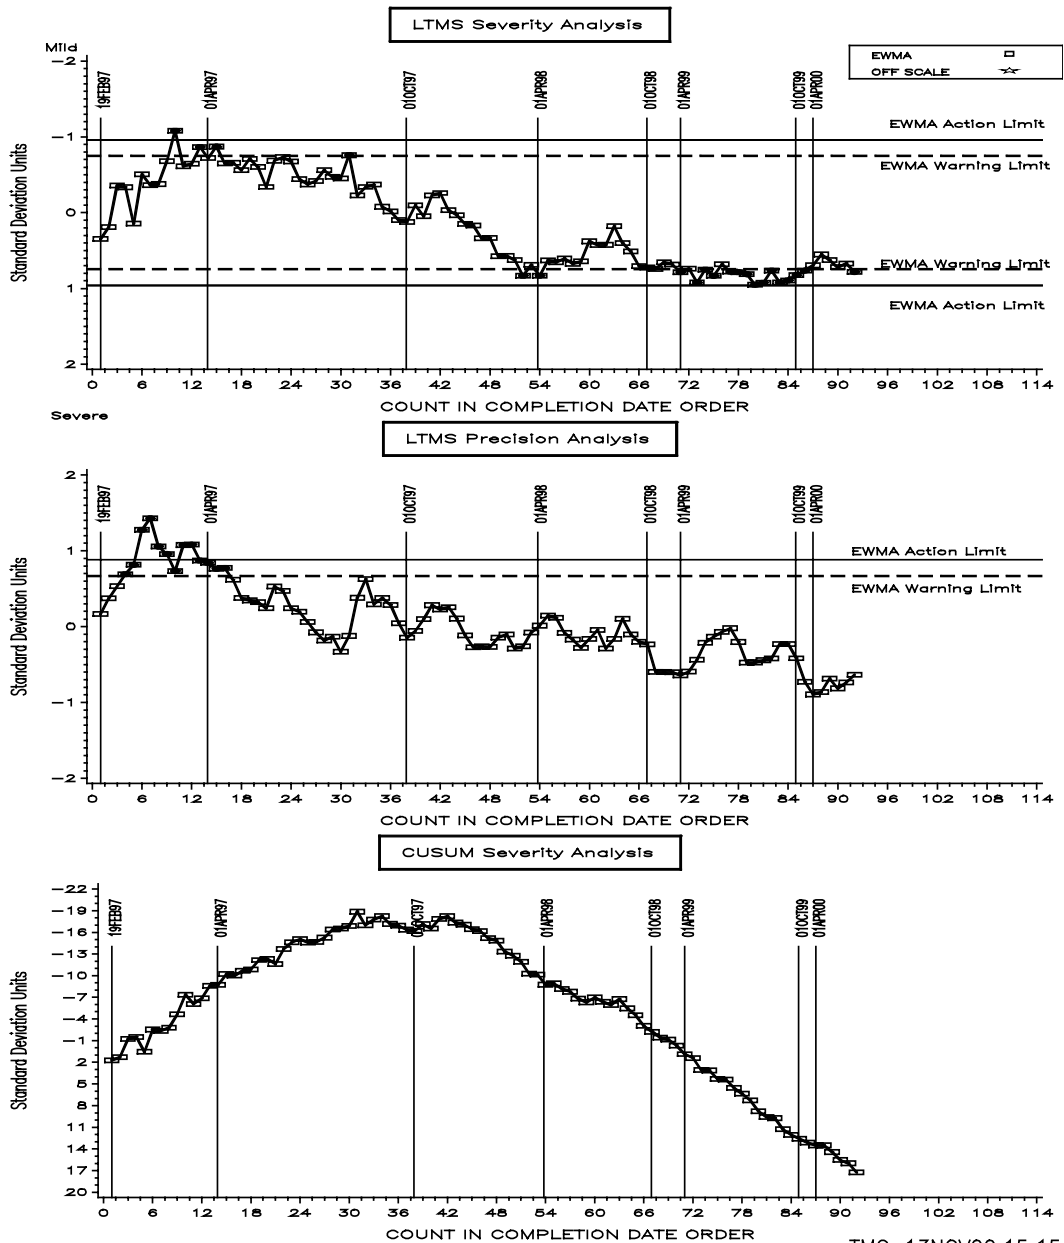 LTMS Severity Analysis
Mild
EWMA
OFF SCALE
19FEB97 01APR97 01OCT97 01APR98 01OCT98 01APR99 01OCT99 01APR00
Standard Deviation Units
-2
-1
0
1
2
EWMA Action Limit
EWMA Warning Limit
EWMA Warning Limit
EWMA Action Limit
0 6 12 18 24 30 36 42 48 54 60 66 72 78 84 90 96 102 108 114
COUNT IN COMPLETION DATE ORDER
Severe
LTMS Precision Analysis
19FEB97 01APR97 01OCT97 01APR98 01OCT98 01APR99 01OCT99 01APR00
Standard Deviation Units
2
1
0
-1
-2
EWMA Action Limit
EWMA Warning Limit
0 6 12 18 24 30 36 42 48 54 60 66 72 78 84 90 96 102 108 114
COUNT IN COMPLETION DATE ORDER
CUSUM Severity Analysis
19FEB97 01APR97 01OCT97 01APR98 01OCT98 01APR99 01OCT99 01APR00
Standard Deviation Units
-22
-19
-16
-13
-10
-7
-4
-1
2
5
8
11
14
17
20
0 6 12 18 24 30 36 42 48 54 60 66 72 78 84 90 96 102 108 114
COUNT IN COMPLETION DATE ORDER